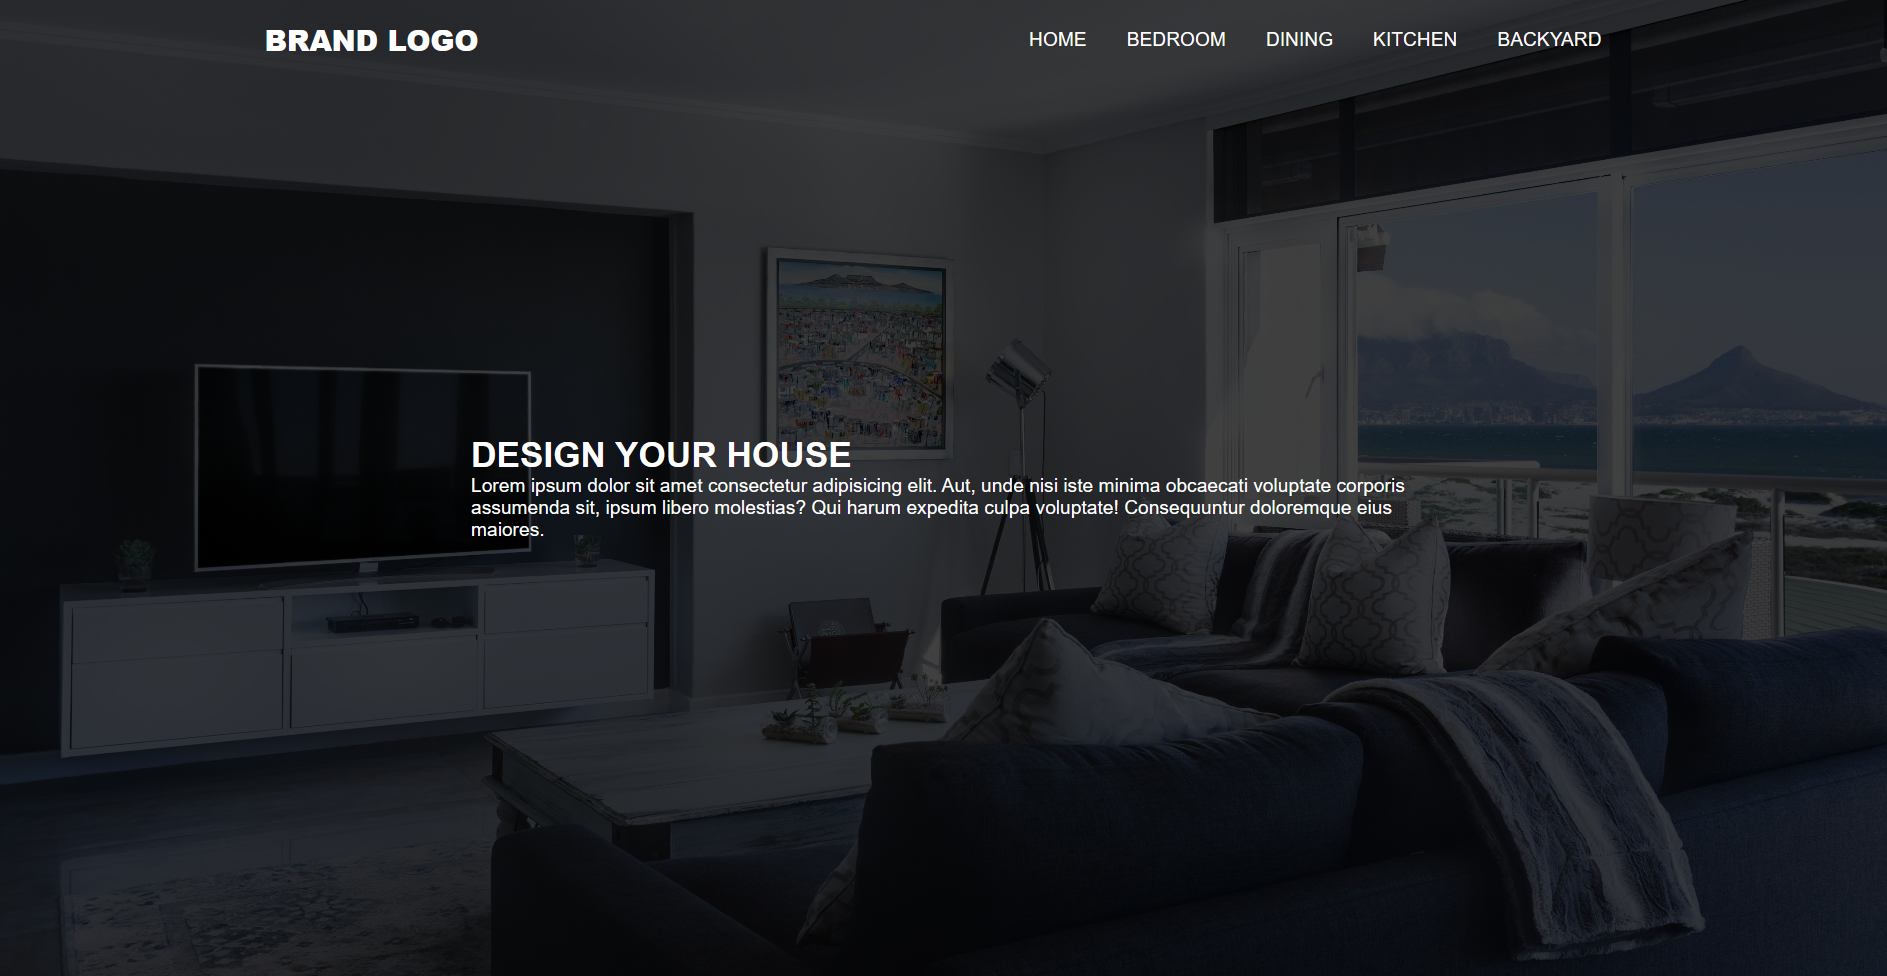 BRAND LOGO
HOME BEDROOM DINING KITCHEN BACKYARD
DESIGN YOUR HOUSE
Lorem ipsum dolor sit amet consectetur adipisicing elit. Aut, unde nisi iste minima obcaecati voluptate corporis
assumenda sit, ipsum libero molestias? Qui harum expedita culpa voluptate! Consequuntur doloremque eius
maiores.